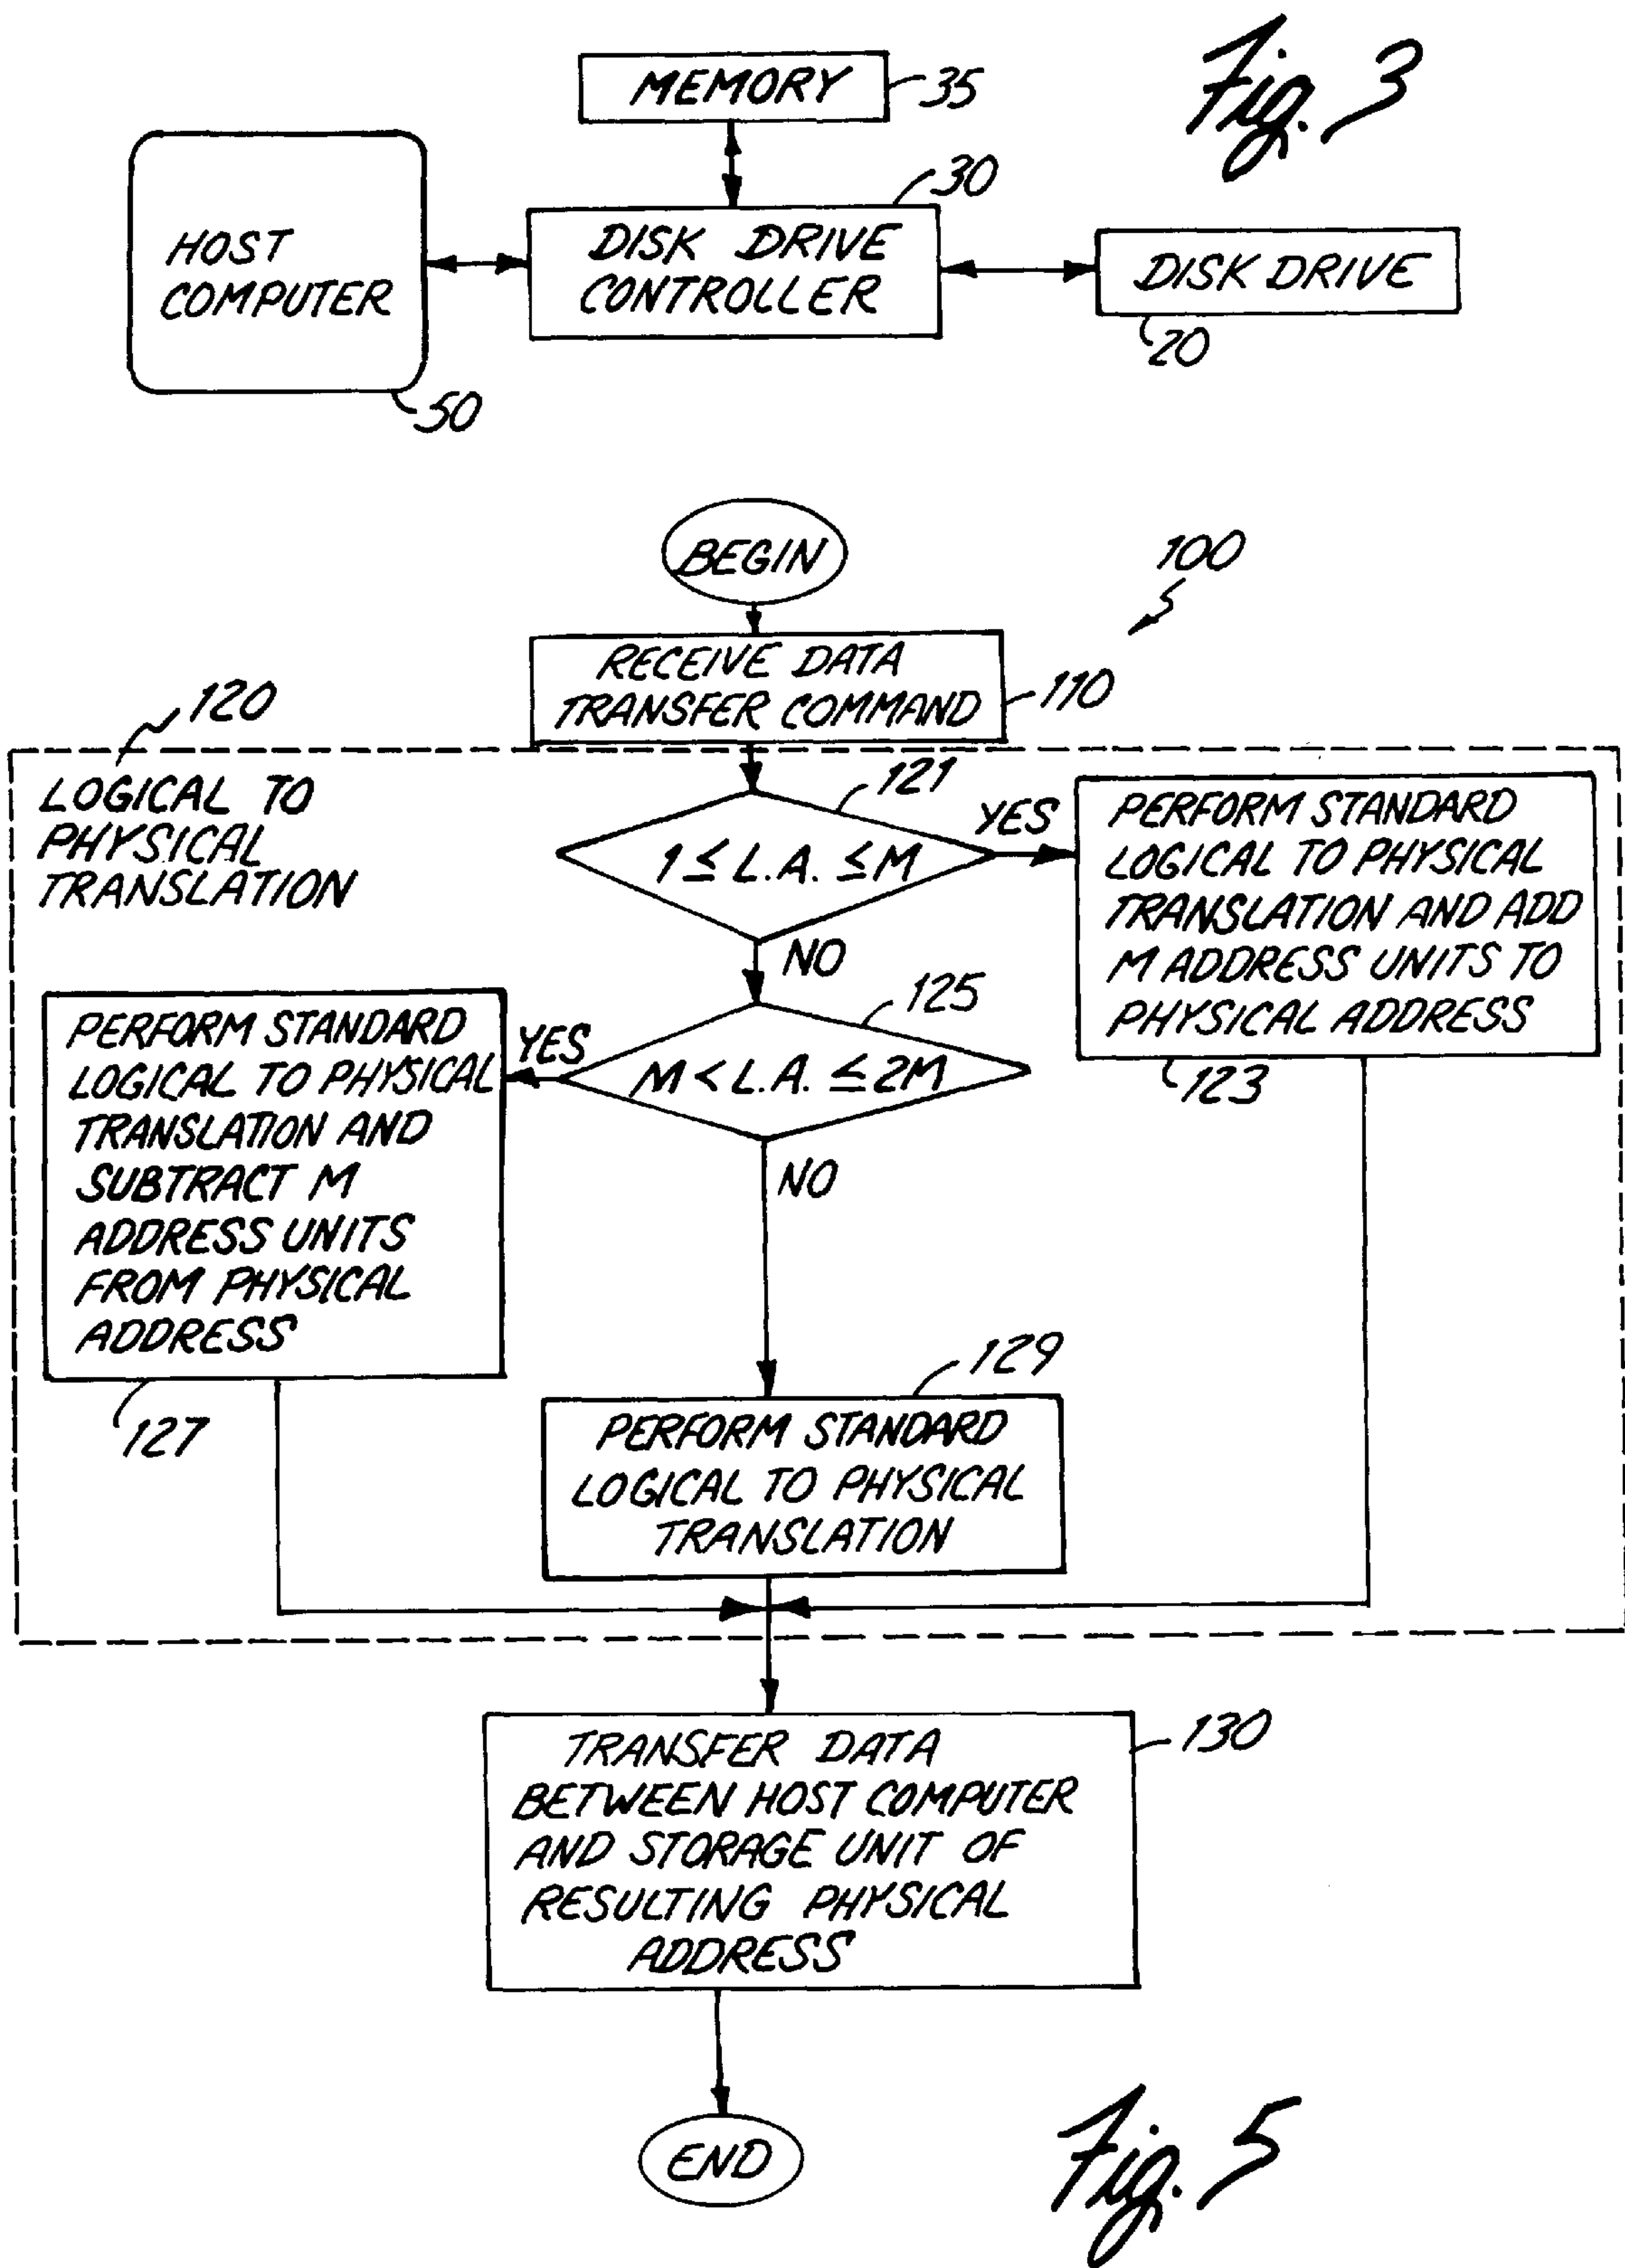 Fig. 3
MEMORY
35
30
HOST
COMPUTER
DISK DRIVE
CONTROLLER
DISK DRIVE
20
50
BEGIN
100
RECEIVE DATA
TRANSFER COMMAND
110
120
LOGICAL TO
PHYSICAL
TRANSLATION
121
1 ≤ L.A. ≤ M
YES
PERFORM STANDARD
LOGICAL TO PHYSICAL
TRANSLATION AND ADD
M ADDRESS UNITS TO
PHYSICAL ADDRESS
123
NO
125
M < L.A. ≤ 2M
YES
PERFORM STANDARD
LOGICAL TO PHYSICAL
TRANSLATION AND
SUBTRACT M
ADDRESS UNITS
FROM PHYSICAL
ADDRESS
127
NO
129
PERFORM STANDARD
LOGICAL TO PHYSICAL
TRANSLATION
TRANSFER DATA
BETWEEN HOST COMPUTER
AND STORAGE UNIT OF
RESULTING PHYSICAL
ADDRESS
130
END
Fig. 5